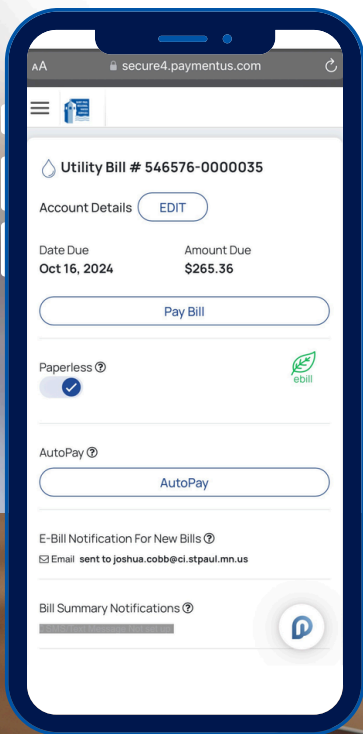 AA secure4.paymentus.com
Utility Bill # 546576-0000035
Account Details EDIT
Date Due Amount Due
Oct 16, 2024 $265.36
Pay Bill
Paperless ?
ebill
AutoPay ?
AutoPay
E-Bill Notification For New Bills ?
Email sent to joshua.cobb@ci.stpaul.mn.us
Bill Summary Notifications ?